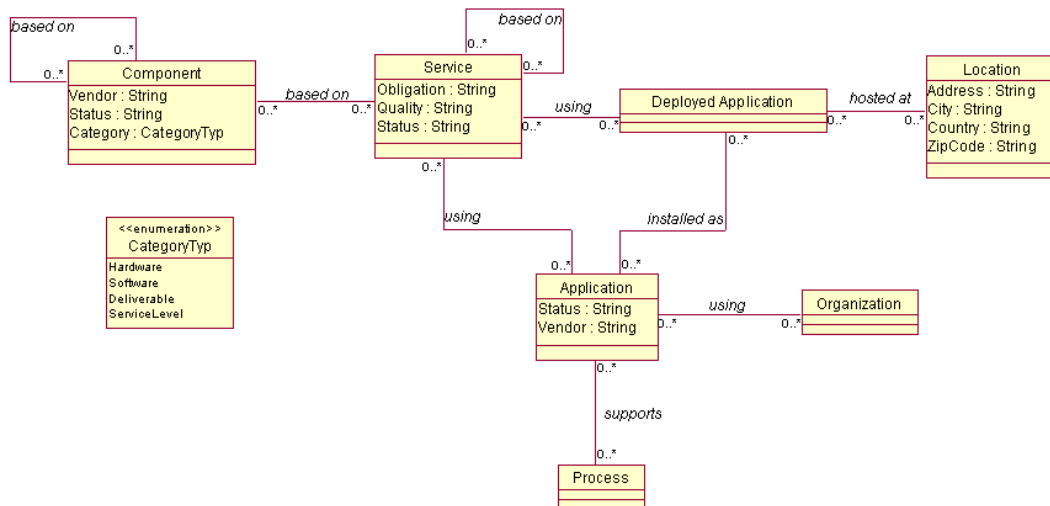 based on
0..*
0..*
Component
Vendor : String
Status : String
Category : CategoryTyp
based on
0..*
0..*
based on
0..*
0..*
Service
Obligation : String
Quality : String
Status : String
using
0..*
0..*
Deployed Application
hosted at
0..*
0..*
Location
Address : String
City : String
Country : String
ZipCode : String
0..*
using
0..*
0..*
installed as
0..*
<<enumeration>>
CategoryTyp
Hardware
Software
Deliverable
ServiceLevel
Application
Status : String
Vendor : String
using
0..*
0..*
Organization
0..*
supports
0..*
Process